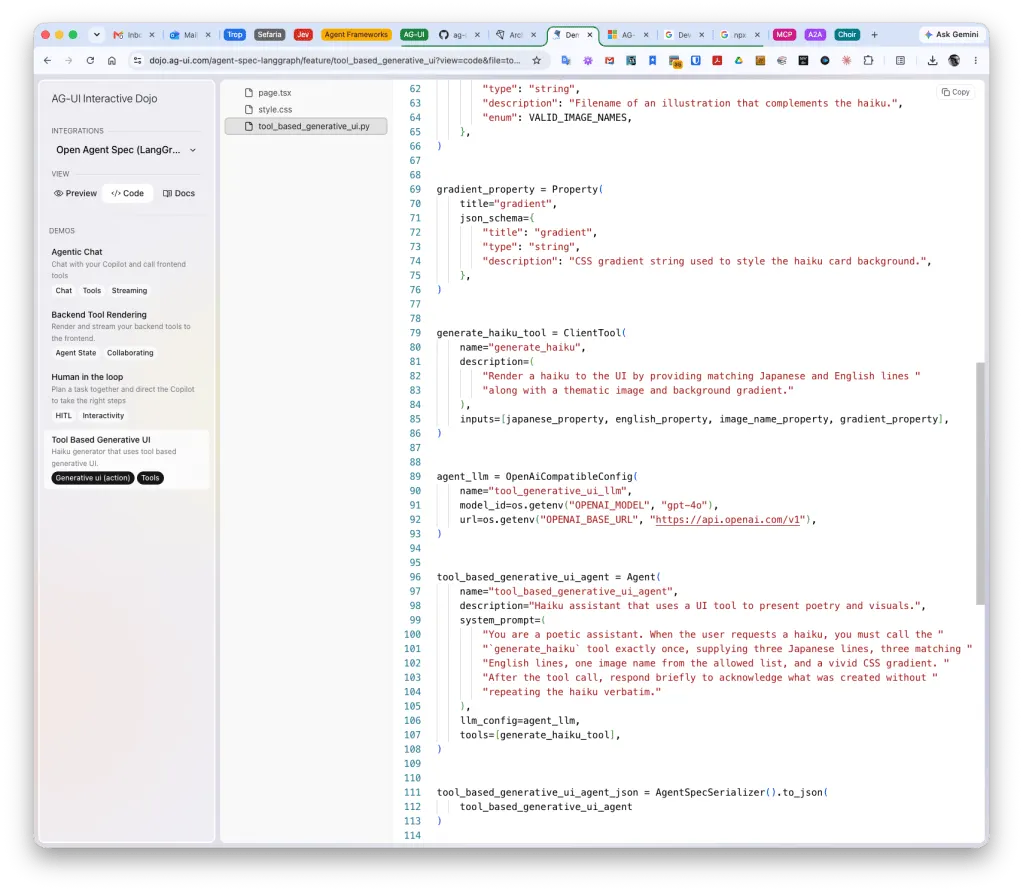 Inbo
Mail
Trop
Sefaria
Jev
Agent Frameworks
AG-UI
ag-
Arc
Den
AG-
Dev
npx
MCP
A2A
Choir
Ask Gemini
dojo.ag-ui.com/agent-spec-langgraph/feature/tool_based_generative_ui?view=code&file=to...
AG-UI Interactive Dojo
INTEGRATIONS
Open Agent Spec (LangGr...
VIEW
Preview
</> Code
Docs
DEMOS
Agentic Chat
Chat with your Copilot and call frontend
tools
Chat Tools Streaming
Backend Tool Rendering
Render and stream your backend tools to
the frontend.
Agent State Collaborating
Human in the loop
Plan a task together and direct the Copilot
to take the right steps
HITL Interactivity
Tool Based Generative UI
Haiku generator that uses tool based
generative UI.
Generative ui (action) Tools
page.tsx
style.css
tool_based_generative_ui.py
Copy
62 "type": "string",
63 "description": "Filename of an illustration that complements the haiku.",
64 "enum": VALID_IMAGE_NAMES,
65 },
66 )
67
68
69 gradient_property = Property(
70 title="gradient",
71 json_schema={
72 "title": "gradient",
73 "type": "string",
74 "description": "CSS gradient string used to style the haiku card background.",
75 },
76 )
77
78
79 generate_haiku_tool = ClientTool(
80 name="generate_haiku",
81 description=(
82 "Render a haiku to the UI by providing matching Japanese and English lines "
83 "along with a thematic image and background gradient."
84 ),
85 inputs=[japanese_property, english_property, image_name_property, gradient_property],
86 )
87
88
89 agent_llm = OpenAiCompatibleConfig(
90 name="tool_generative_ui_llm",
91 model_id=os.getenv("OPENAI_MODEL", "gpt-4o"),
92 url=os.getenv("OPENAI_BASE_URL", "https://api.openai.com/v1"),
93 )
94
95
96 tool_based_generative_ui_agent = Agent(
97 name="tool_based_generative_ui_agent",
98 description="Haiku assistant that uses a UI tool to present poetry and visuals.",
99 system_prompt=(
100 "You are a poetic assistant. When the user requests a haiku, you must call the "
101 "`generate_haiku` tool exactly once, supplying three Japanese lines, three matching "
102 "English lines, one image name from the allowed list, and a vivid CSS gradient. "
103 "After the tool call, respond briefly to acknowledge what was created without "
104 "repeating the haiku verbatim."
105 ),
106 llm_config=agent_llm,
107 tools=[generate_haiku_tool],
108 )
109
110
111 tool_based_generative_ui_agent_json = AgentSpecSerializer().to_json(
112 tool_based_generative_ui_agent
113 )
114